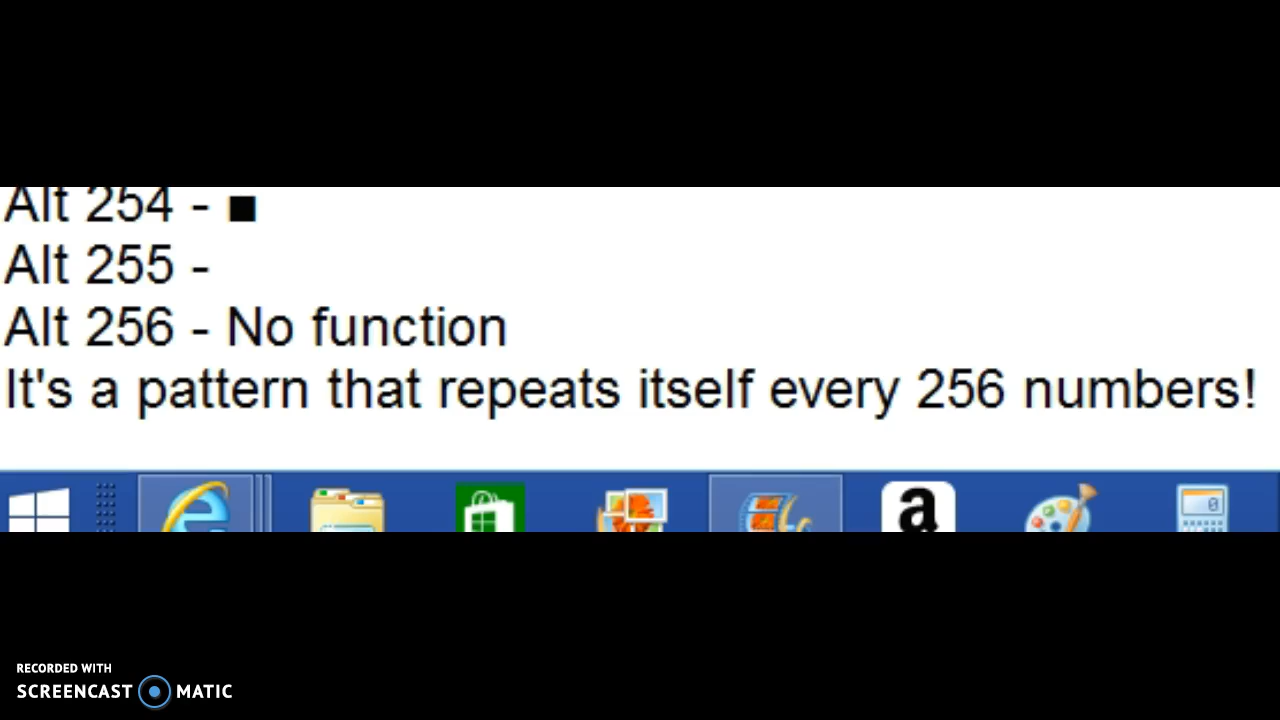 Alt 254 - ■
Alt 255 -
Alt 256 - No function
It's a pattern that repeats itself every 256 numbers!
a
0
RECORDED WITH
SCREENCAST MATIC